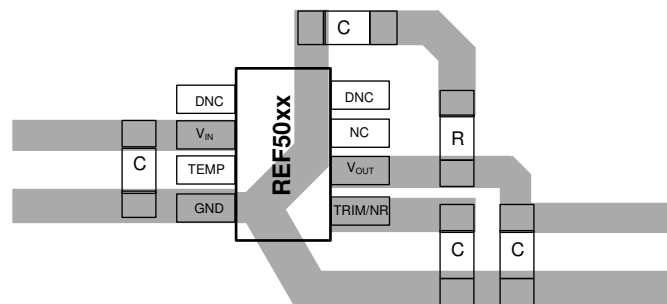 C
DNC
DNC
REF50xx
VIN
NC
R
C
TEMP
VOUT
GND
TRIM/NR
C
C